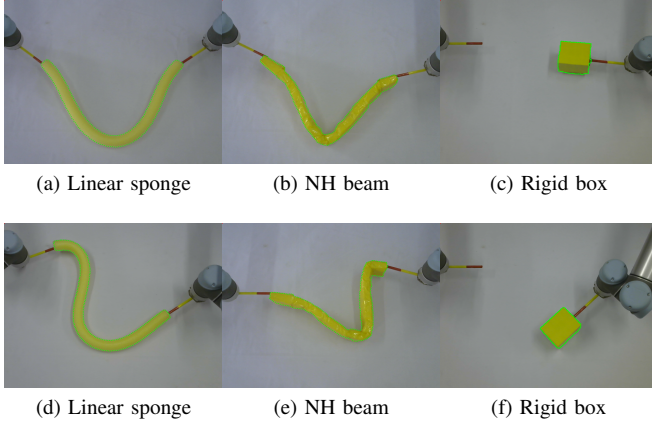 (a) Linear sponge
(b) NH beam
(c) Rigid box
(d) Linear sponge
(e) NH beam
(f) Rigid box